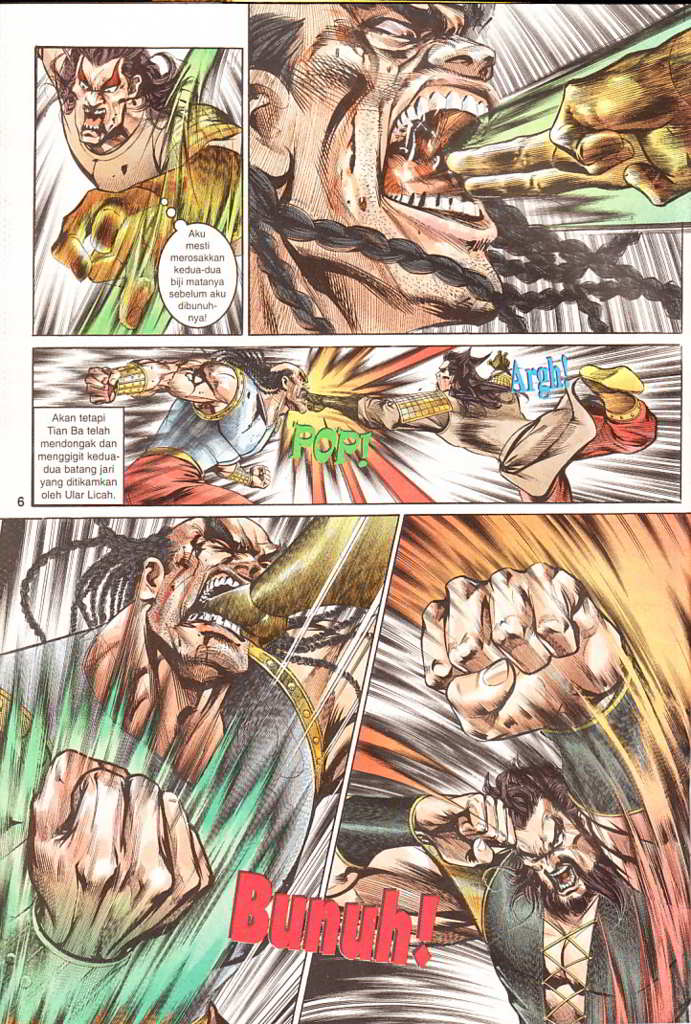 Aku
mesti
merosakkan
kedua-dua
biji matanya
sebelum aku
dibunuh-
nya!
Argh!
POP!
Akan tetapi
Tian Ba telah
mendongak dan
menggigit kedua-
dua batang jari
yang ditikamkan
oleh Ular Licah.
6
Bunuh!